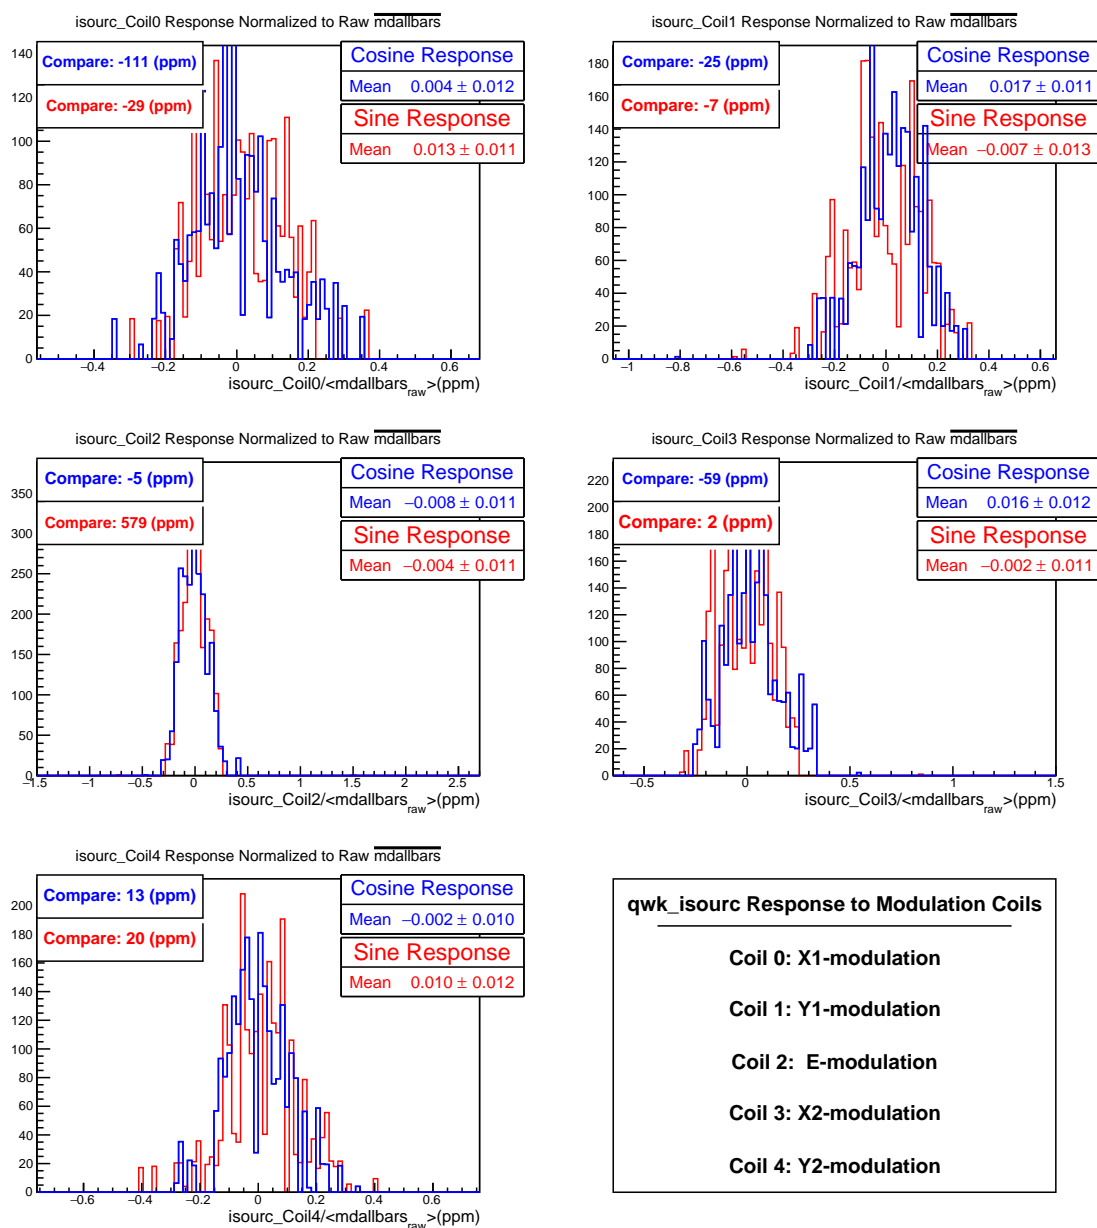 isourc_Coil0 Response Normalized to Raw mdallbars
Compare: -111 (ppm)
Compare: -29 (ppm)
Cosine Response
Mean 0.004 ± 0.012
Sine Response
Mean 0.013 ± 0.011
140
120
100
80
60
40
20
0
−0.4 −0.2 0 0.2 0.4 0.6
isourc_Coil0/<mdallbars_raw>(ppm)
isourc_Coil1 Response Normalized to Raw mdallbars
Compare: -25 (ppm)
Compare: -7 (ppm)
Cosine Response
Mean 0.017 ± 0.011
Sine Response
Mean −0.007 ± 0.013
180
160
140
120
100
80
60
40
20
0
−1 −0.8 −0.6 −0.4 −0.2 0 0.2 0.4 0.6
isourc_Coil1/<mdallbars_raw>(ppm)
isourc_Coil2 Response Normalized to Raw mdallbars
Compare: -5 (ppm)
Compare: 579 (ppm)
Cosine Response
Mean −0.008 ± 0.011
Sine Response
Mean −0.004 ± 0.011
350
300
250
200
150
100
50
0
−1.5 −1 −0.5 0 0.5 1 1.5 2 2.5
isourc_Coil2/<mdallbars_raw>(ppm)
isourc_Coil3 Response Normalized to Raw mdallbars
Compare: -59 (ppm)
Compare: 2 (ppm)
Cosine Response
Mean 0.016 ± 0.012
Sine Response
Mean −0.002 ± 0.011
220
200
180
160
140
120
100
80
60
40
20
0
−0.5 0 0.5 1 1.5
isourc_Coil3/<mdallbars_raw>(ppm)
isourc_Coil4 Response Normalized to Raw mdallbars
Compare: 13 (ppm)
Compare: 20 (ppm)
Cosine Response
Mean −0.002 ± 0.010
Sine Response
Mean 0.010 ± 0.012
200
180
160
140
120
100
80
60
40
20
0
−0.6 −0.4 −0.2 0 0.2 0.4 0.6
isourc_Coil4/<mdallbars_raw>(ppm)
qwk_isourc Response to Modulation Coils
Coil 0: X1-modulation
Coil 1: Y1-modulation
Coil 2: E-modulation
Coil 3: X2-modulation
Coil 4: Y2-modulation